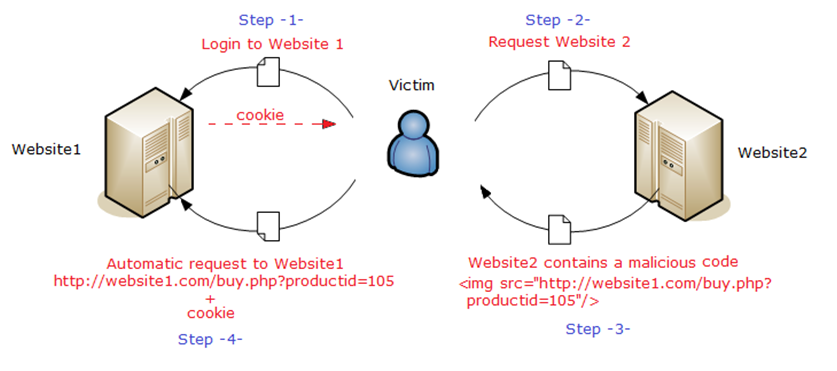 Step -1-
Login to Website 1
Step -2-
Request Website 2
Victim
cookie
Website1
Website2
Automatic request to Website1
http://website1.com/buy.php?productid=105
+
cookie
Step -4-
Website2 contains a malicious code
<img src="http://website1.com/buy.php?
productid=105"/>
Step -3-